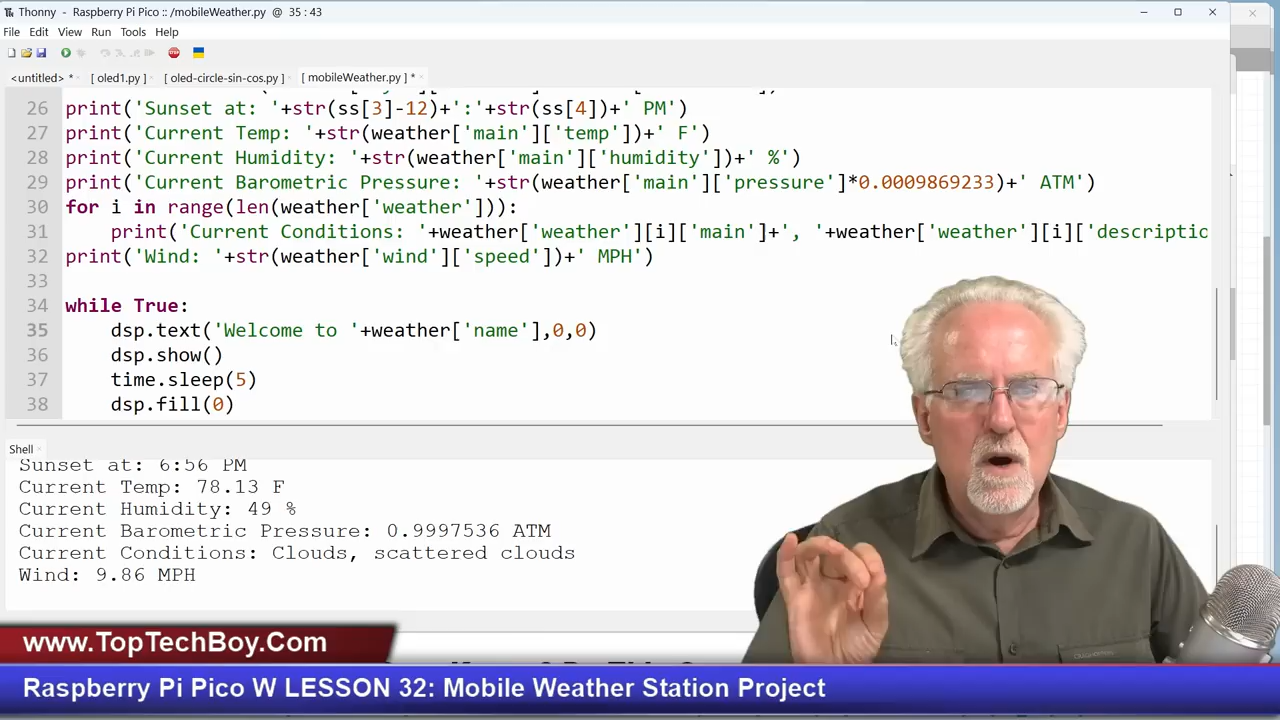 Thonny - Raspberry Pi Pico :: /mobileWeather.py @ 35 : 43
File Edit View Run Tools Help
<untitled> * [ oled1.py ] [ oled-circle-sin-cos.py ] [ mobileWeather.py ] *
26 print('Sunset at: '+str(ss[3]-12)+':'+str(ss[4])+' PM')
27 print('Current Temp: '+str(weather['main']['temp'])+' F')
28 print('Current Humidity: '+str(weather['main']['humidity'])+' %')
29 print('Current Barometric Pressure: '+str(weather['main']['pressure']*0.0009869233)+' ATM')
30 for i in range(len(weather['weather'])):
31 print('Current Conditions: '+weather['weather'][i]['main']+', '+weather['weather'][i]['descriptio
32 print('Wind: '+str(weather['wind']['speed'])+' MPH')
33
34 while True:
35 dsp.text('Welcome to '+weather['name'],0,0)
36 dsp.show()
37 time.sleep(5)
38 dsp.fill(0)
Shell
Sunset at: 6:56 PM
Current Temp: 78.13 F
Current Humidity: 49 %
Current Barometric Pressure: 0.9997536 ATM
Current Conditions: Clouds, scattered clouds
Wind: 9.86 MPH
www.TopTechBoy.Com
Raspberry Pi Pico W LESSON 32: Mobile Weather Station Project